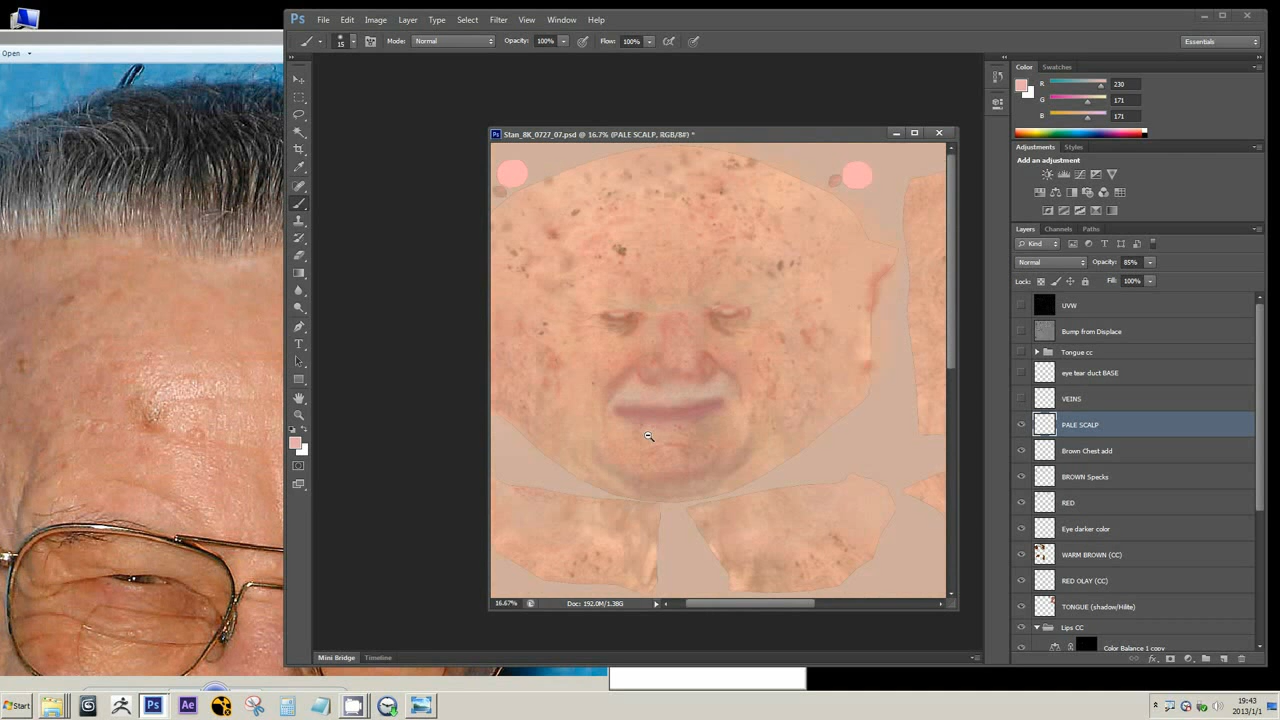 Ps File Edit Image Layer Type Select Filter View Window Help
15 Mode: Normal Opacity: 100% Flow: 100% Essentials
Open
Color Swatches
R 230
G 171
B 171
Stan_8K_0727_07.psd @ 16.7% (PALE SCALP, RGB/8#) *
Adjustments Styles
Add an adjustment
Layers Channels Paths
Kind
Normal Opacity: 85%
Lock: Fill: 100%
UVW
Bump from Displace
Tongue cc
eye tear duct BASE
VEINS
PALE SCALP
Brown Chest add
BROWN Specks
RED
Eye darker color
WARM BROWN (CC)
RED OLAY (CC)
TONGUE (shadow/Hilite)
Lips CC
Color Balance 1 copy
16.67% Doc: 192.0M/1.38G
Mini Bridge Timeline
Start Ps Ae
19:43
2013/1/1